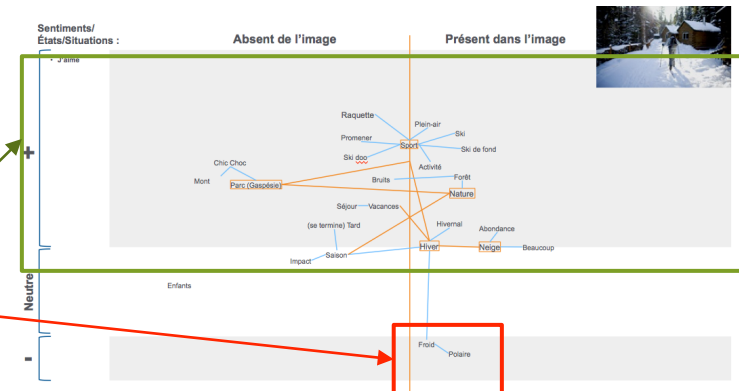 Sentiments/
États/Situations :
Absent de l'image
Présent dans l'image
• J'aime
+
Raquette
Plein-air
Promener
Ski
Sport
Ski de fond
Ski doo
Activité
Chic Choc
Bruits
Forêt
Mont
Parc (Gaspésie)
Nature
Séjour
Vacances
(se termine) Tard
Hivernal
Abondance
Hiver
Neige
Beaucoup
Saison
Impact
Neutre
Enfants
Froid
Polaire
-